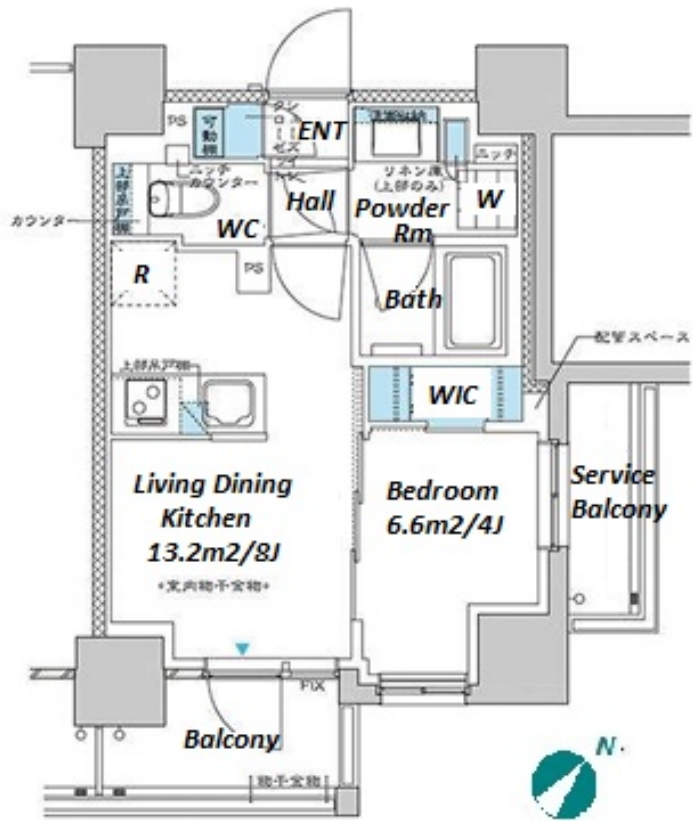 PS
可動棚
ENT
ニッチ
ニッチ
カウンター
リネン庫
(上部のみ)
上部吊戸棚
カウンター
WC
Hall
Powder
Rm
W
R
PS
Bath
配管スペース
上部吊戸棚
WIC
Living Dining
Kitchen
13.2m2/8J
+室内物干金物+
Bedroom
6.6m2/4J
Service
Balcony
FIX
Balcony
物干金物
N